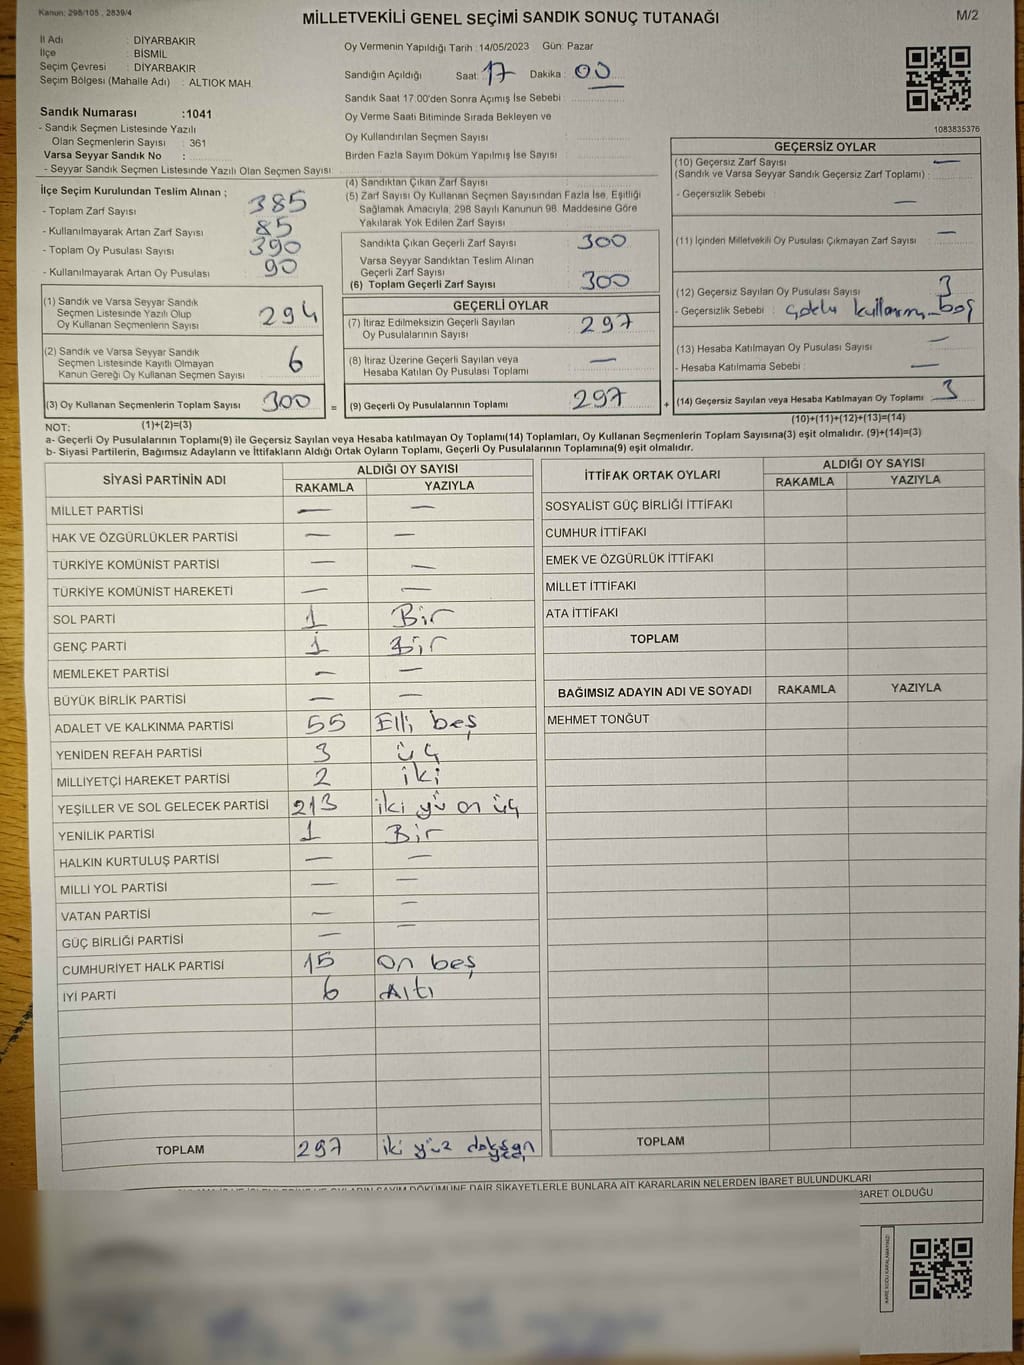 Kanun: 298/105 , 2839/4
MİLLETVEKİLİ GENEL SEÇİMİ SANDIK SONUÇ TUTANAĞI
M/2
İl Adı : DİYARBAKIR
İlçe : BİSMİL
Seçim Çevresi : DİYARBAKIR
Seçim Bölgesi (Mahalle Adı) : ALTIOK MAH.
Sandık Numarası :1041
- Sandık Seçmen Listesinde Yazılı
Olan Seçmenlerin Sayısı : 361
Varsa Seyyar Sandık No :
- Seyyar Sandık Seçmen Listesinde Yazılı Olan Seçmen Sayısı :
Oy Vermenin Yapıldığı Tarih : 14/05/2023 Gün: Pazar
Sandığın Açıldığı Saat: 17 Dakika : 00
Sandık Saat 17:00'den Sonra Açımış İse Sebebi :
Oy Verme Saati Bitiminde Sırada Bekleyen ve
Oy Kullandırılan Seçmen Sayısı :
Birden Fazla Sayım Döküm Yapılmış İse Sayısı :
1083835376
İlçe Seçim Kurulundan Teslim Alınan ;
- Toplam Zarf Sayısı : 385
- Kullanılmayarak Artan Zarf Sayısı : 85
- Toplam Oy Pusulası Sayısı : 390
- Kullanılmayarak Artan Oy Pusulası : 90
(1) Sandık ve Varsa Seyyar Sandık
Seçmen Listesinde Yazılı Olup
Oy Kullanan Seçmenlerin Sayısı : 294
(2) Sandık ve Varsa Seyyar Sandık
Seçmen Listesinde Kayıtlı Olmayan
Kanun Gereği Oy Kullanan Seçmen Sayısı : 6
(3) Oy Kullanan Seçmenlerin Toplam Sayısı : 300
(1)+(2)=(3)
(4) Sandıktan Çıkan Zarf Sayısı :
(5) Zarf Sayısı Oy Kullanan Seçmen Sayısından Fazla İse, Eşitliği
Sağlamak Amacıyla, 298 Sayılı Kanunun 98. Maddesine Göre
Yakılarak Yok Edilen Zarf Sayısı :
Sandıkta Çıkan Geçerli Zarf Sayısı : 300
Varsa Seyyar Sandıktan Teslim Alınan
Geçerli Zarf Sayısı :
(6) Toplam Geçerli Zarf Sayısı : 300
GEÇERLİ OYLAR
(7) İtiraz Edilmeksizin Geçerli Sayılan
Oy Pusulalarının Sayısı : 297
(8) İtiraz Üzerine Geçerli Sayılan veya
Hesaba Katılan Oy Pusulası Toplamı : —
= (9) Geçerli Oy Pusulalarının Toplamı : 297 +
GEÇERSİZ OYLAR
(10) Geçersiz Zarf Sayısı : —
(Sandık ve Varsa Seyyar Sandık Geçersiz Zarf Toplamı) :
- Geçersizlik Sebebi : —
(11) İçinden Milletvekili Oy Pusulası Çıkmayan Zarf Sayısı : —
(12) Geçersiz Sayılan Oy Pusulası Sayısı : 3
- Geçersizlik Sebebi : çoklu kullanım, boş
(13) Hesaba Katılmayan Oy Pusulası Sayısı : —
- Hesaba Katılmama Sebebi : —
(14) Geçersiz Sayılan veya Hesaba Katılmayan Oy Toplamı : 3
(10)+(11)+(12)+(13)=(14)
NOT:
a- Geçerli Oy Pusulalarının Toplamı(9) ile Geçersiz Sayılan veya Hesaba katılmayan Oy Toplamı(14) Toplamları, Oy Kullanan Seçmenlerin Toplam Sayısına(3) eşit olmalıdır. (9)+(14)=(3)
b- Siyasi Partilerin, Bağımsız Adayların ve İttifakların Aldığı Ortak Oyların Toplamı, Geçerli Oy Pusulalarının Toplamına(9) eşit olmalıdır.
SİYASİ PARTİNİN ADI ALDIĞI OY SAYISI
RAKAMLA YAZIYLA
MİLLET PARTİSİ — —
HAK VE ÖZGÜRLÜKLER PARTİSİ — —
TÜRKİYE KOMÜNİST PARTİSİ — —
TÜRKİYE KOMÜNİST HAREKETİ — —
SOL PARTİ 1 Bir
GENÇ PARTİ 1 Bir
MEMLEKET PARTİSİ — —
BÜYÜK BİRLİK PARTİSİ — —
ADALET VE KALKINMA PARTİSİ 55 Elli beş
YENİDEN REFAH PARTİSİ 3 üç
MİLLİYETÇİ HAREKET PARTİSİ 2 iki
YEŞİLLER VE SOL GELECEK PARTİSİ 213 iki yü on üç
YENİLİK PARTİSİ 1 Bir
HALKIN KURTULUŞ PARTİSİ — —
MİLLİ YOL PARTİSİ — —
VATAN PARTİSİ — —
GÜÇ BİRLİĞİ PARTİSİ — —
CUMHURİYET HALK PARTİSİ 15 On beş
İYİ PARTİ 6 Altı
TOPLAM 297 iki yüz doksan yedi
İTTİFAK ORTAK OYLARI ALDIĞI OY SAYISI
RAKAMLA YAZIYLA
SOSYALİST GÜÇ BİRLİĞİ İTTİFAKI
CUMHUR İTTİFAKI
EMEK VE ÖZGÜRLÜK İTTİFAKI
MİLLET İTTİFAKI
ATA İTTİFAKI
TOPLAM
BAĞIMSIZ ADAYIN ADI VE SOYADI RAKAMLA YAZIYLA
MEHMET TONĞUT
TOPLAM
DÖKÜMÜNE DAİR ŞİKAYETLERLE BUNLARA AİT KARARLARIN NELERDEN İBARET BULUNDUKLARI
BARET OLDUĞU